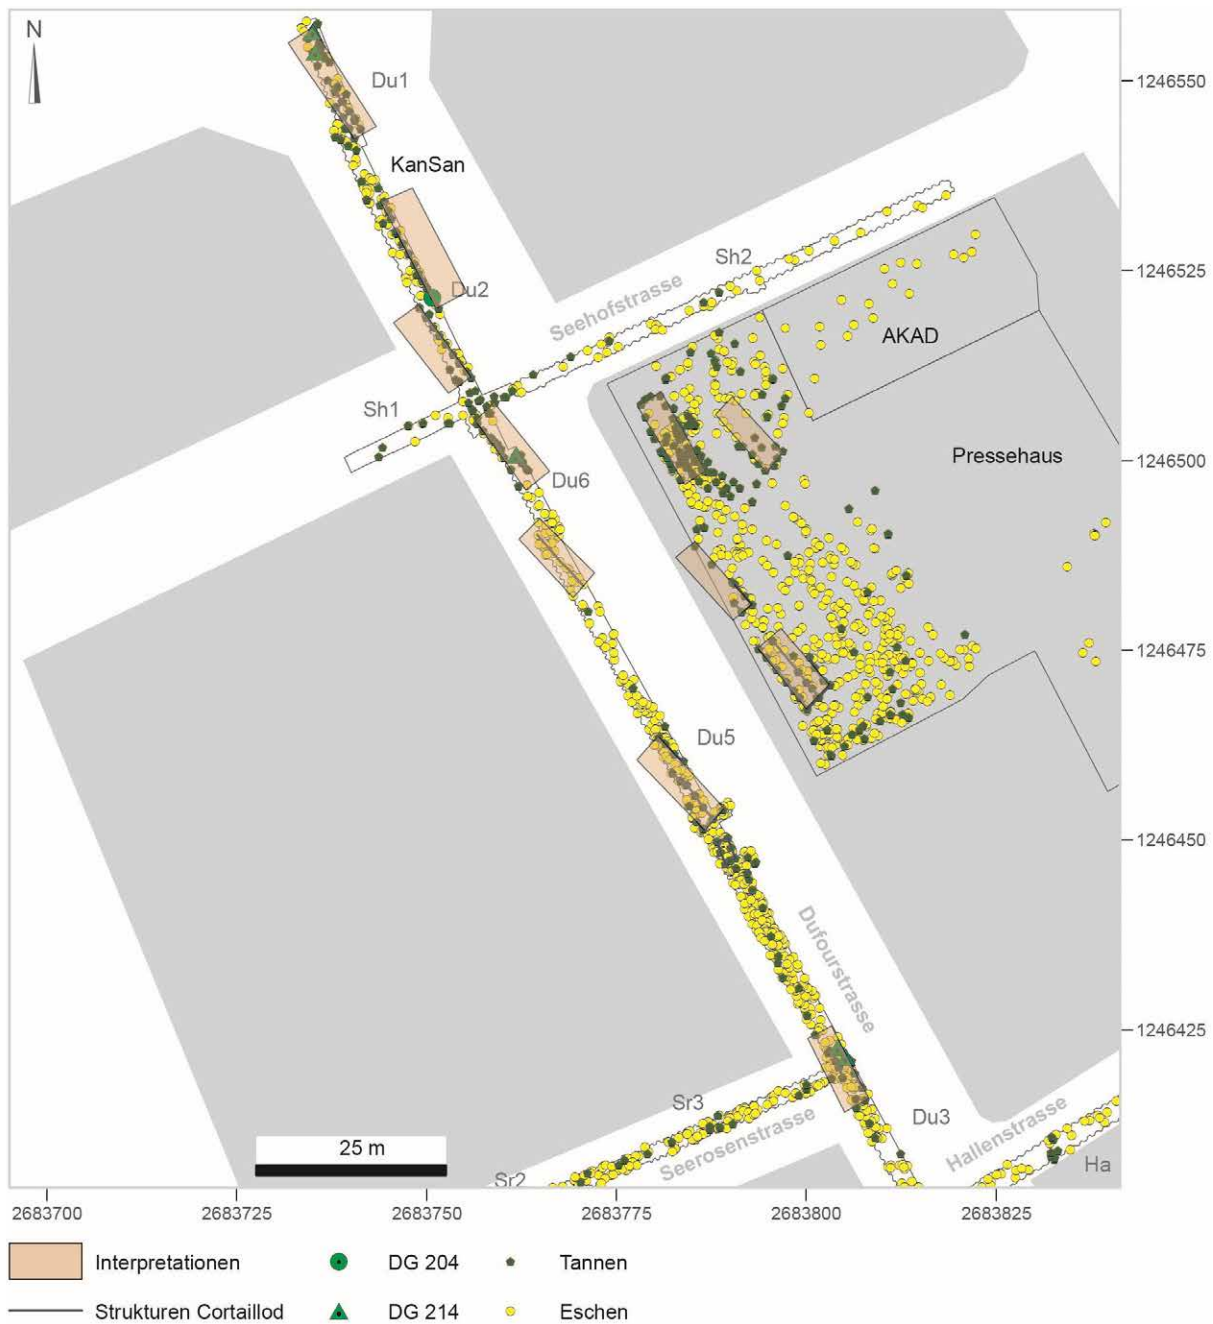 N
1246550
Du1
KanSan
1246525
Sh2
Du2
Seehofstrasse
AKAD
Sh1
Pressehaus
1246500
Du6
1246475
Du5
1246450
Dufourstrasse
1246425
Sr3
Du3
25 m
Seerosenstrasse
Hallenstrasse
Ha
Sr2
2683700 2683725 2683750 2683775 2683800 2683825
Interpretationen DG 204 Tannen
Strukturen Cortaillod DG 214 Eschen